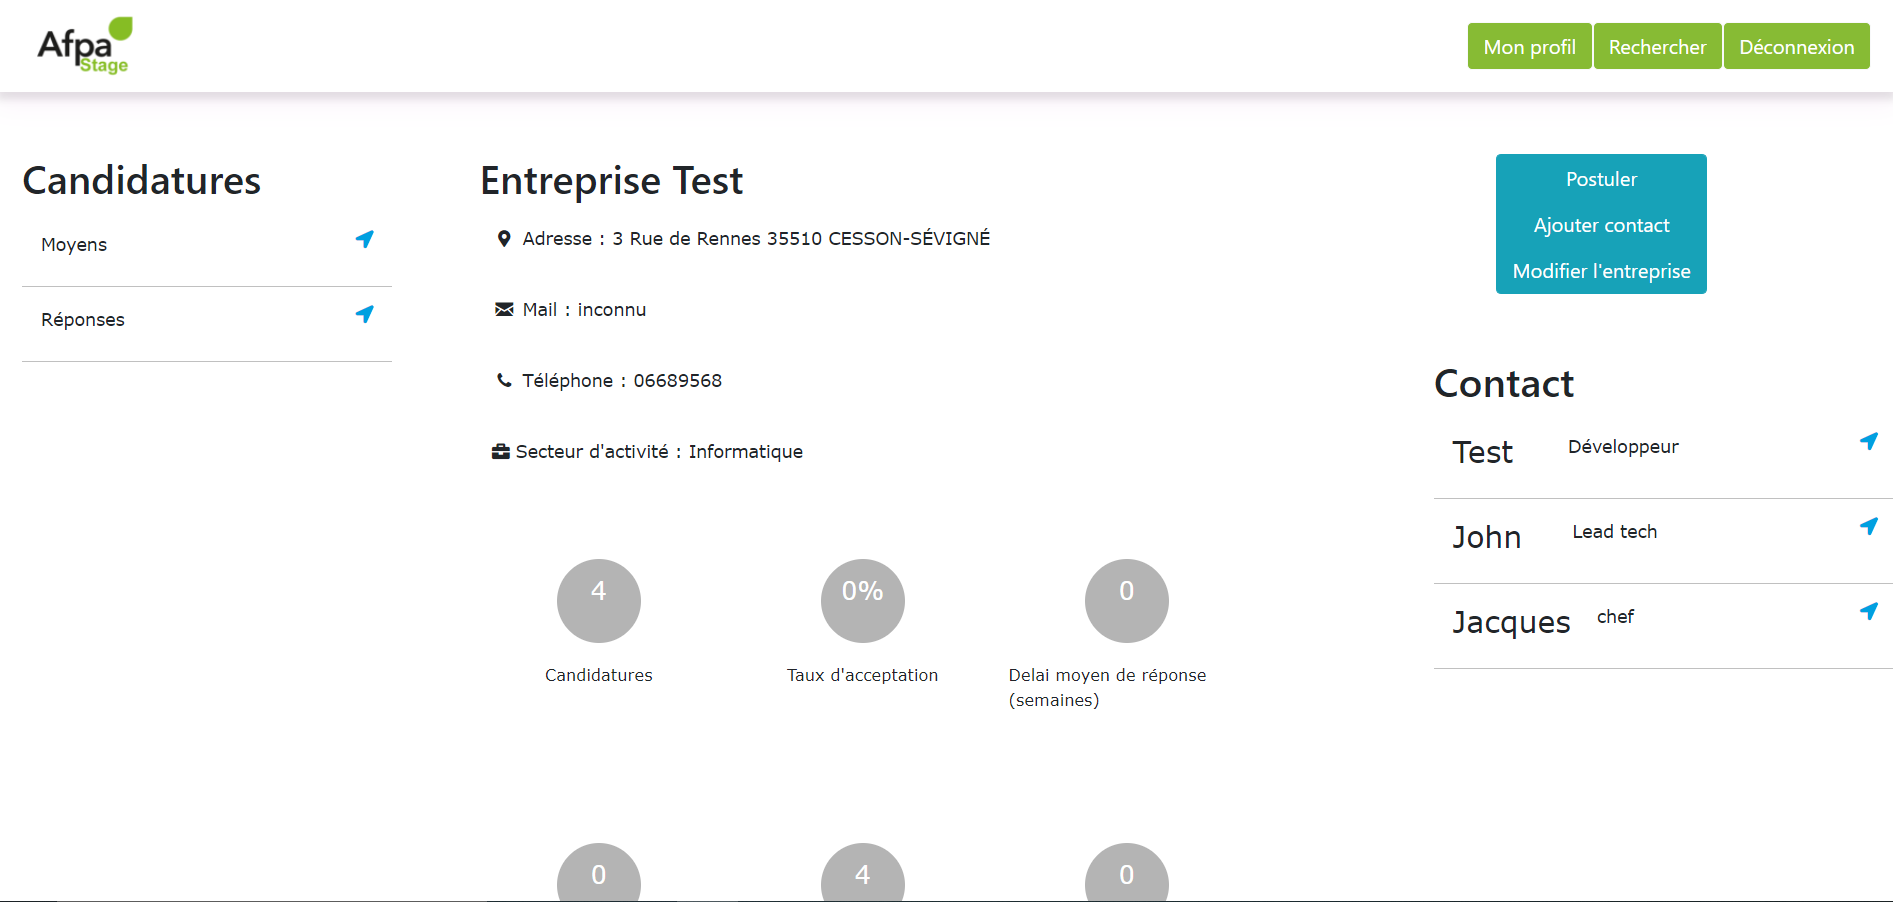 Afpa
Stage
Mon profil
Rechercher
Déconnexion
Candidatures
Moyens
Réponses
Entreprise Test
Adresse : 3 Rue de Rennes 35510 CESSON-SÉVIGNÉ
Mail : inconnu
Téléphone : 06689568
Secteur d'activité : Informatique
4
Candidatures
0%
Taux d'acceptation
0
Delai moyen de réponse
(semaines)
0
4
0
Postuler
Ajouter contact
Modifier l'entreprise
Contact
Test Développeur
John Lead tech
Jacques chef